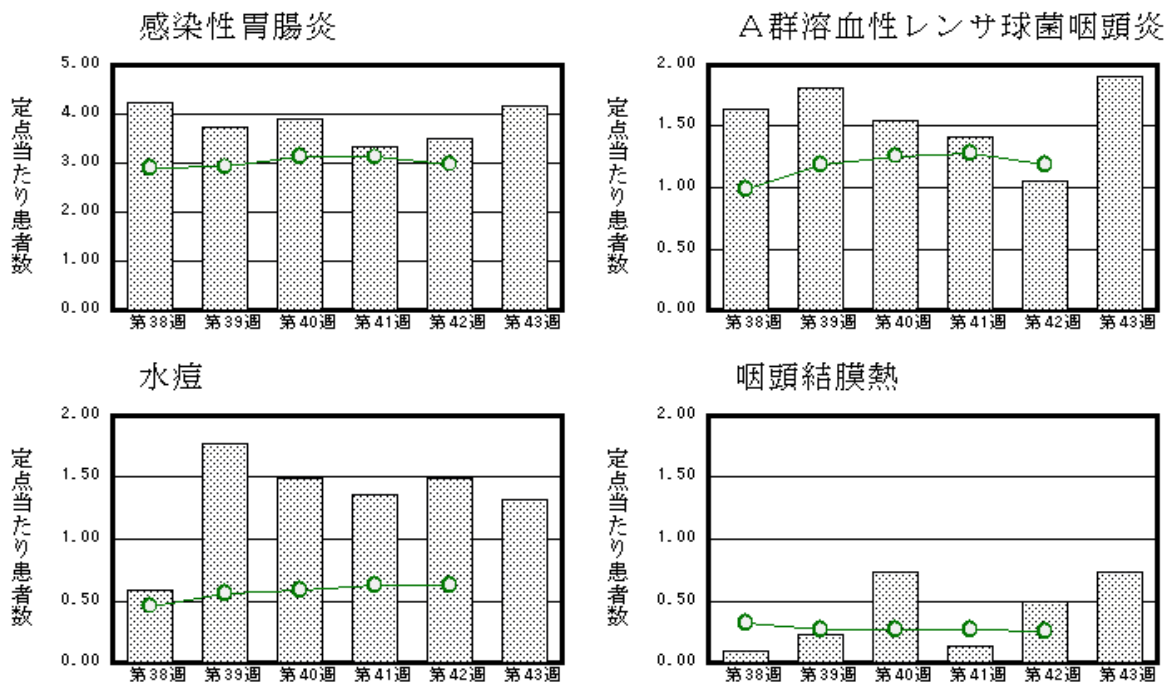 感染性胃腸炎
定点当たり患者数
5.00
4.00
3.00
2.00
1.00
0.00
第38週 第39週 第40週 第41週 第42週 第43週
A群溶血性レンサ球菌咽頭炎
定点当たり患者数
2.00
1.50
1.00
0.50
0.00
第38週 第39週 第40週 第41週 第42週 第43週
水痘
定点当たり患者数
2.00
1.50
1.00
0.50
0.00
第38週 第39週 第40週 第41週 第42週 第43週
咽頭結膜熱
定点当たり患者数
2.00
1.50
1.00
0.50
0.00
第38週 第39週 第40週 第41週 第42週 第43週